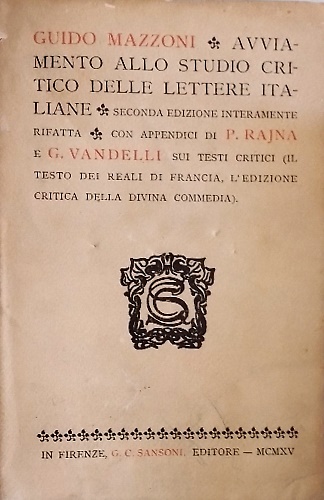 GUIDO MAZZONI ✤ AVVIA-
MENTO ALLO STUDIO CRI-
TICO DELLE LETTERE ITA-
LIANE ✤ SECONDA EDIZIONE INTERAMENTE
RIFATTA ✤ CON APPENDICI DI P. RAJNA
E G. VANDELLI SUI TESTI CRITICI (IL
TESTO DEI REALI DI FRANCIA, L'EDIZIONE
CRITICA DELLA DIVINA COMMEDIA).
GCS
IN FIRENZE, G. C. SANSONI, EDITORE — MCMXV